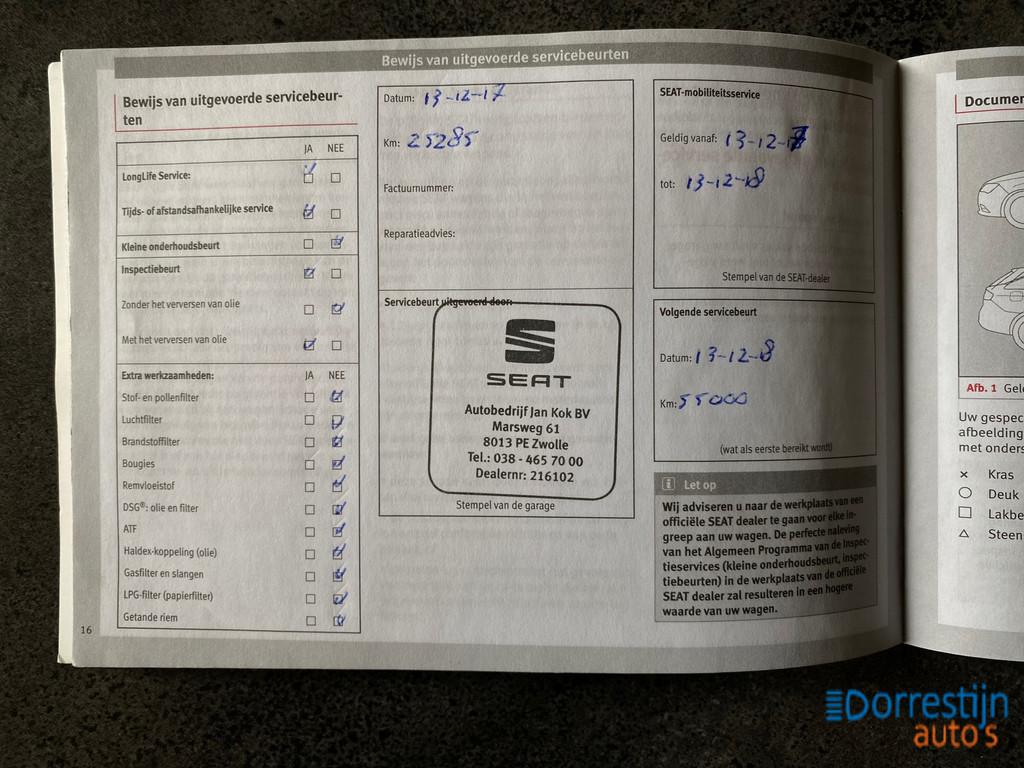 Bewijs van uitgevoerde servicebeurten
Bewijs van uitgevoerde servicebeur-
ten
JA NEE
LongLife Service:
Tijds- of afstandsafhankelijke service
Kleine onderhoudsbeurt
Inspectiebeurt
Zonder het verversen van olie
Met het verversen van olie
Extra werkzaamheden: JA NEE
Stof- en pollenfilter
Luchtfilter
Brandstoffilter
Bougies
Remvloeistof
DSG®: olie en filter
ATF
Haldex-koppeling (olie)
Gasfilter en slangen
LPG-filter (papierfilter)
Getande riem
16
Datum: 13-12-17
Km: 25285
Factuurnummer:
Reparatieadvies:
Servicebeurt uitgevoerd door:
SEAT
Autobedrijf Jan Kok BV
Marsweg 61
8013 PE Zwolle
Tel.: 038 - 465 70 00
Dealernr: 216102
Stempel van de garage
SEAT-mobiliteitsservice
Geldig vanaf: 13-12-17
tot: 13-12-18
Stempel van de SEAT-dealer
Volgende servicebeurt
Datum: 13-12-8
Km: 55000
(wat als eerste bereikt wordt)
i Let op
Wij adviseren u naar de werkplaats van een
officiële SEAT dealer te gaan voor elke in-
greep aan uw wagen. De perfecte naleving
van het Algemeen Programma van de Inspec-
tieservices (kleine onderhoudsbeurt, inspec-
tiebeurten) in de werkplaats van de officiële
SEAT dealer zal resulteren in een hogere
waarde van uw wagen.
Documen
Afb. 1 Gele
Uw gespec
afbeelding
met onders
× Kras
Deuk
Lakbe
Steen
Dorrestijn
auto's